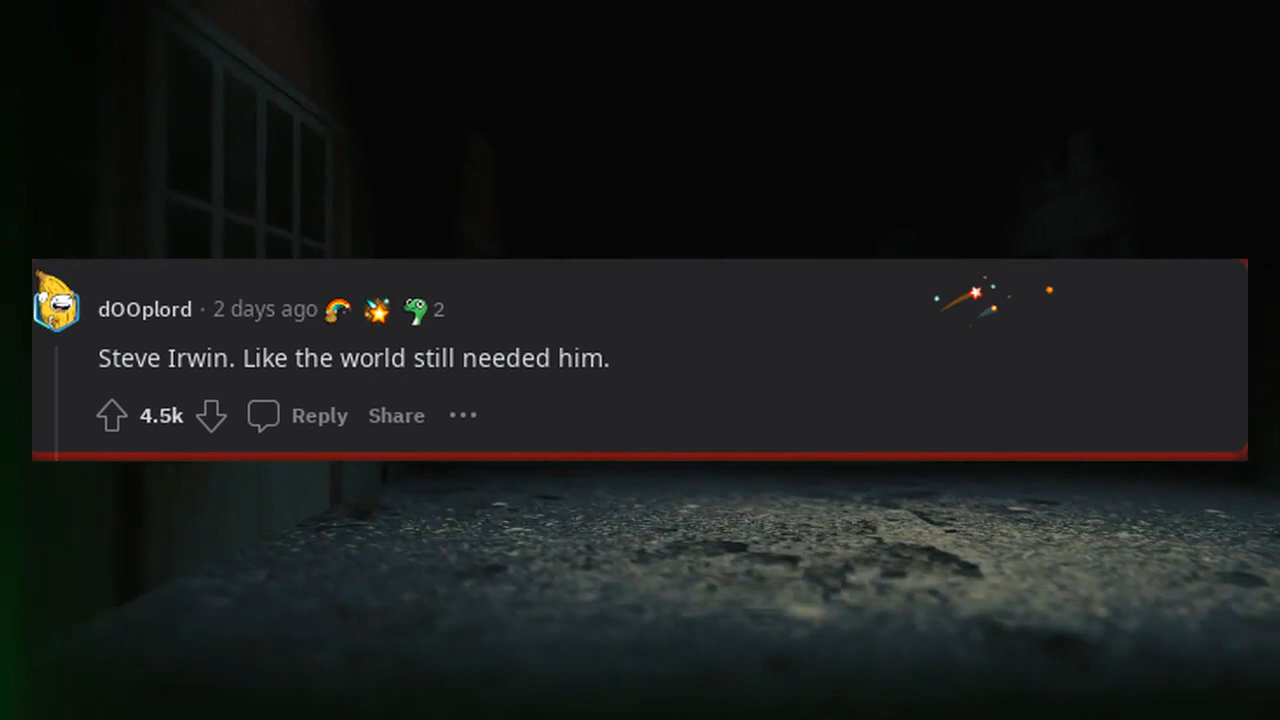 dOOplord · 2 days ago 2
Steve Irwin. Like the world still needed him.
4.5k Reply Share •••